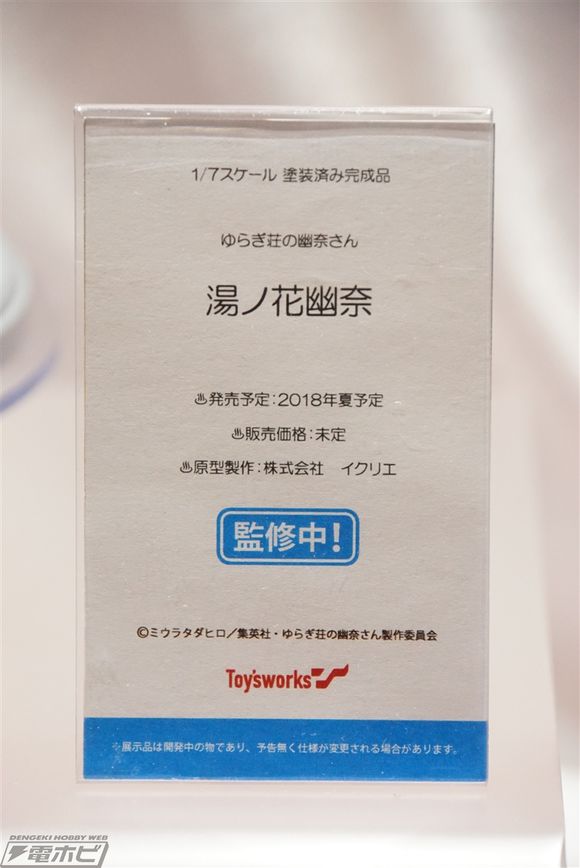 1/7スケール 塗装済み完成品
ゆらぎ荘の幽奈さん
湯ノ花幽奈
♨発売予定:2018年夏予定
♨販売価格:未定
♨原型製作:株式会社　イクリエ
監修中!
©ミウラタダヒロ/集英社・ゆらぎ荘の幽奈さん製作委員会
Toy'sworks
※展示品は開発中の物であり、予告無く仕様が変更される場合があります。
DENGEKI HOBBY WEB
電ホビ